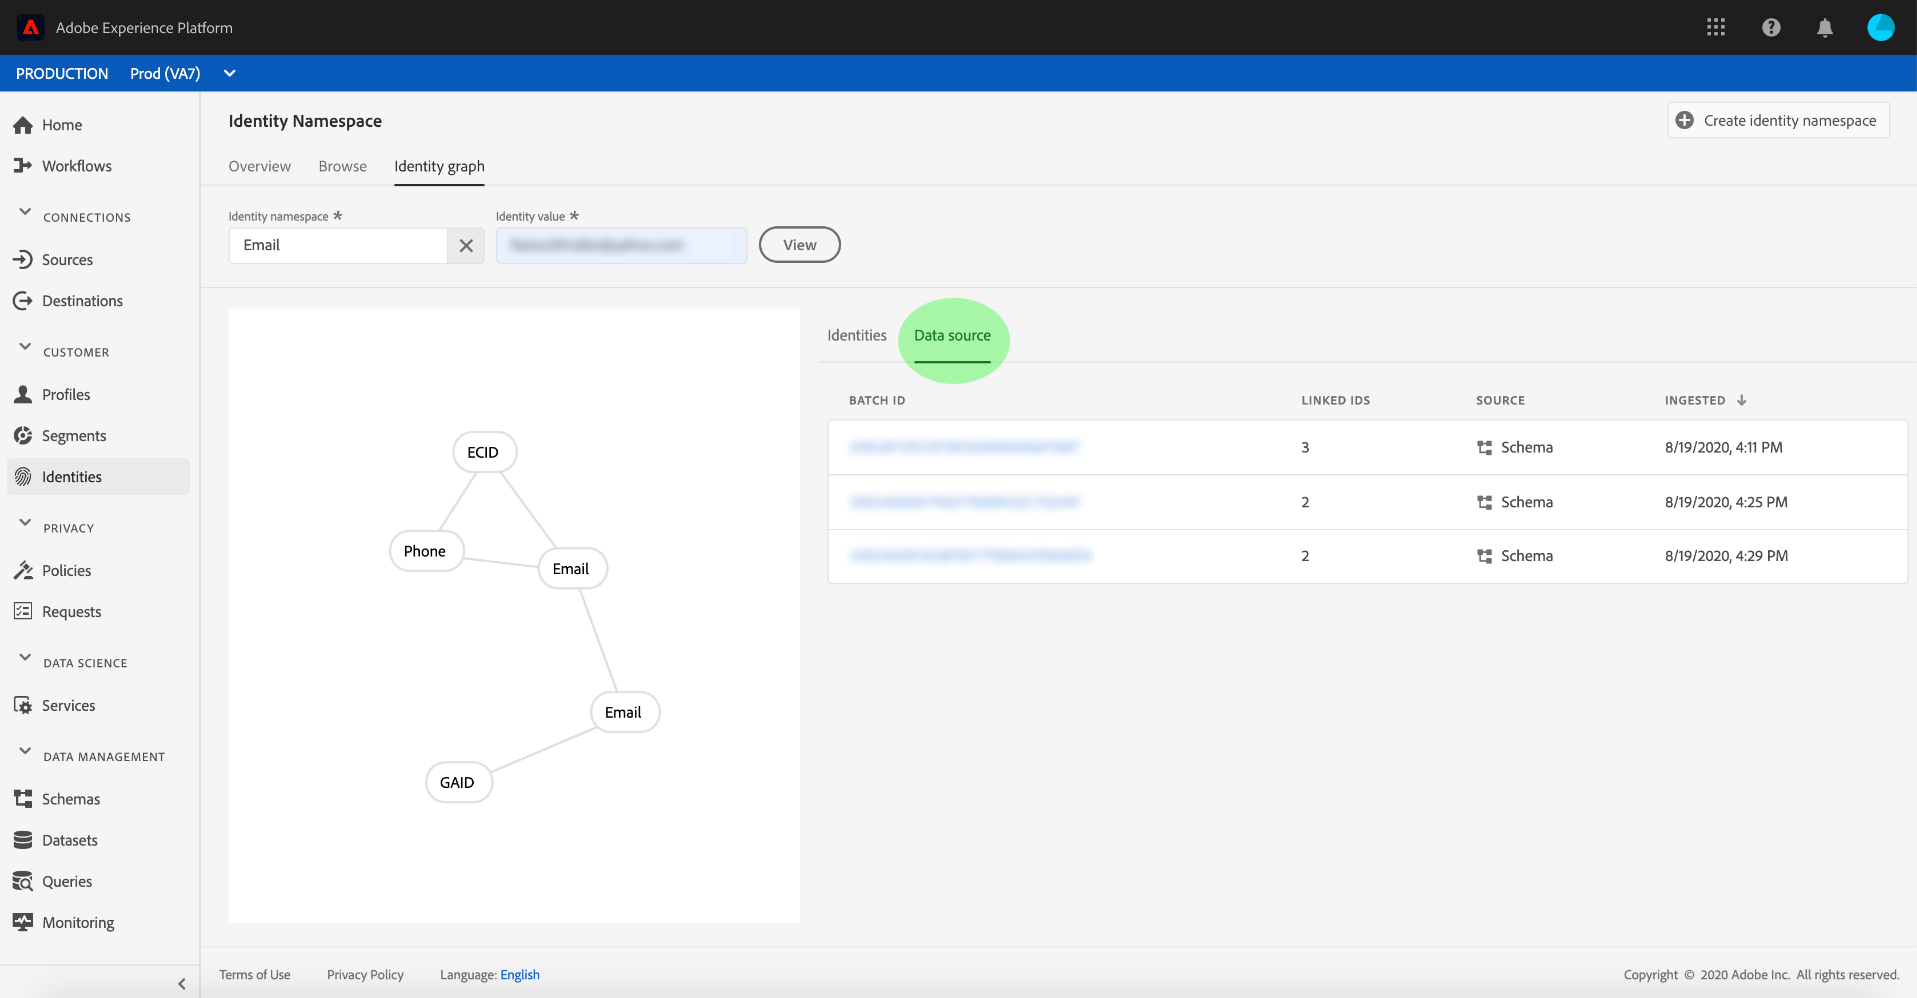 Adobe Experience Platform
PRODUCTION Prod (VA7)
Home
Workflows
CONNECTIONS
Sources
Destinations
CUSTOMER
Profiles
Segments
Identities
PRIVACY
Policies
Requests
DATA SCIENCE
Services
DATA MANAGEMENT
Schemas
Datasets
Queries
Monitoring
Identity Namespace
Create identity namespace
Overview Browse Identity graph
Identity namespace * Identity value *
Email View
ECID
Phone
Email
Email
GAID
Identities Data source
BATCH ID LINKED IDS SOURCE INGESTED
3 Schema 8/19/2020, 4:11 PM
2 Schema 8/19/2020, 4:25 PM
2 Schema 8/19/2020, 4:29 PM
Terms of Use Privacy Policy Language: English Copyright © 2020 Adobe Inc. All rights reserved.